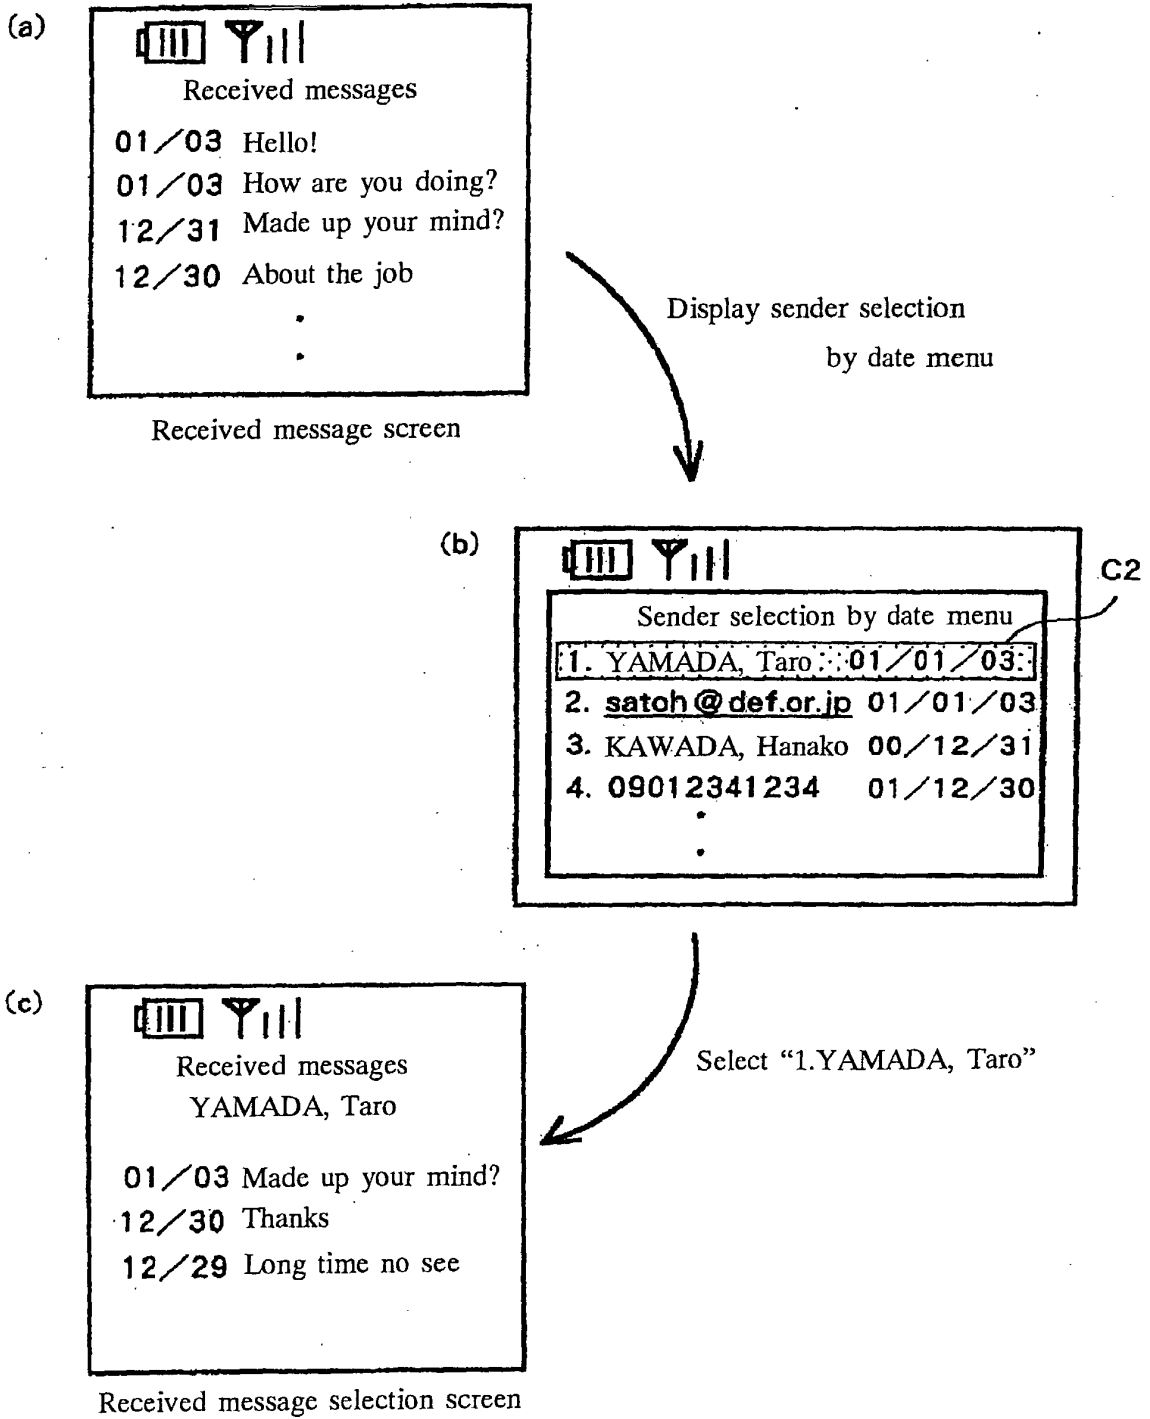 (a)
Received messages
01/03 Hello!
01/03 How are you doing?
12/31 Made up your mind?
12/30 About the job
Received message screen
Display sender selection
by date menu
(b)
C2
Sender selection by date menu
1. YAMADA, Taro 01/01/03
2. satoh@def.or.jp 01/01/03
3. KAWADA, Hanako 00/12/31
4. 09012341234 01/12/30
Select “1.YAMADA, Taro”
(c)
Received messages
YAMADA, Taro
01/03 Made up your mind?
12/30 Thanks
12/29 Long time no see
Received message selection screen